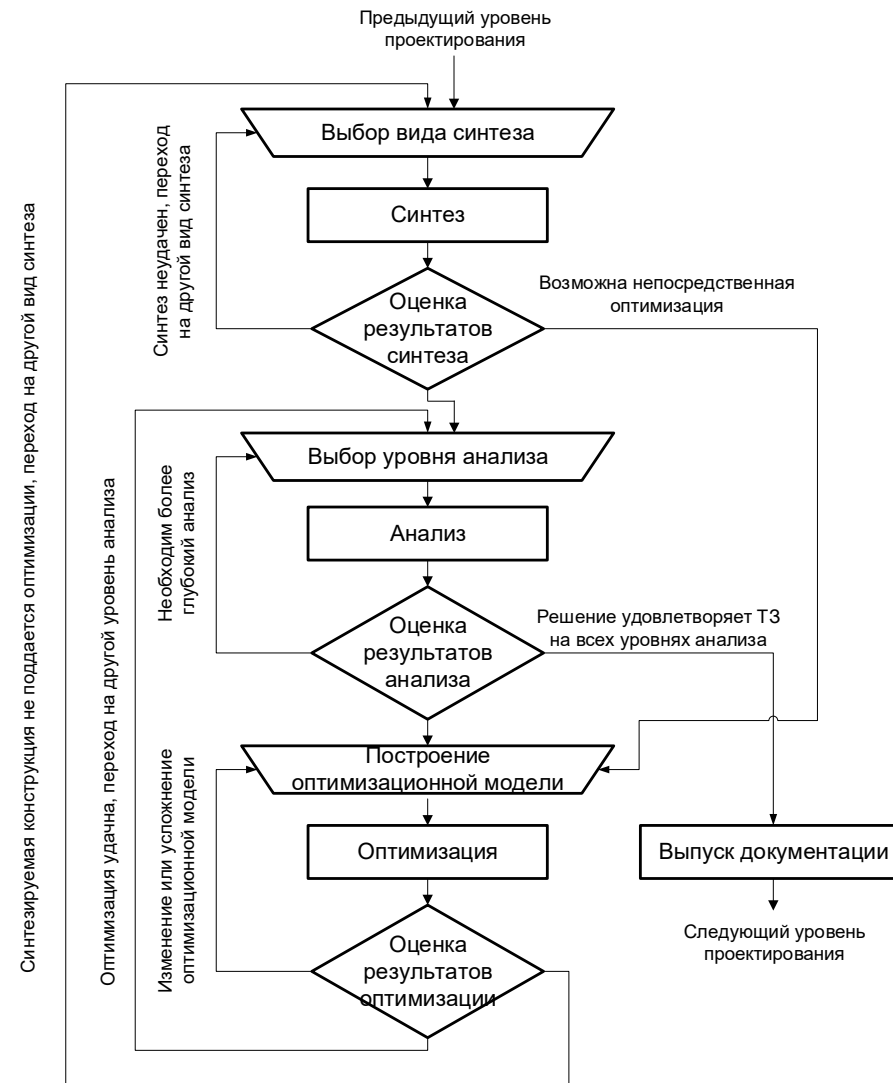 Предыдущий уровень
проектирования
Выбор вида синтеза
Синтез неудачен, переход
на другой вид синтеза
Синтез
Оценка
результатов
синтеза
Возможна непосредственная
оптимизация
Синтезируемая конструкция не поддается оптимизации, переход на другой вид синтеза
Оптимизация удачна, переход на другой уровень анализа
Выбор уровня анализа
Необходим более
глубокий анализ
Анализ
Оценка
результатов
анализа
Решение удовлетворяет ТЗ
на всех уровнях анализа
Построение
оптимизационной модели
Изменение или усложнение
оптимизационной модели
Оптимизация
Выпуск документации
Оценка
результатов
оптимизации
Следующий уровень
проектирования